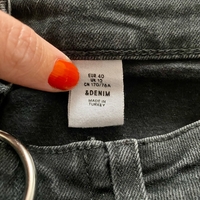 EUR 40
UK 12
CN 170/78A
&DENIM
MADE IN
TURKEY